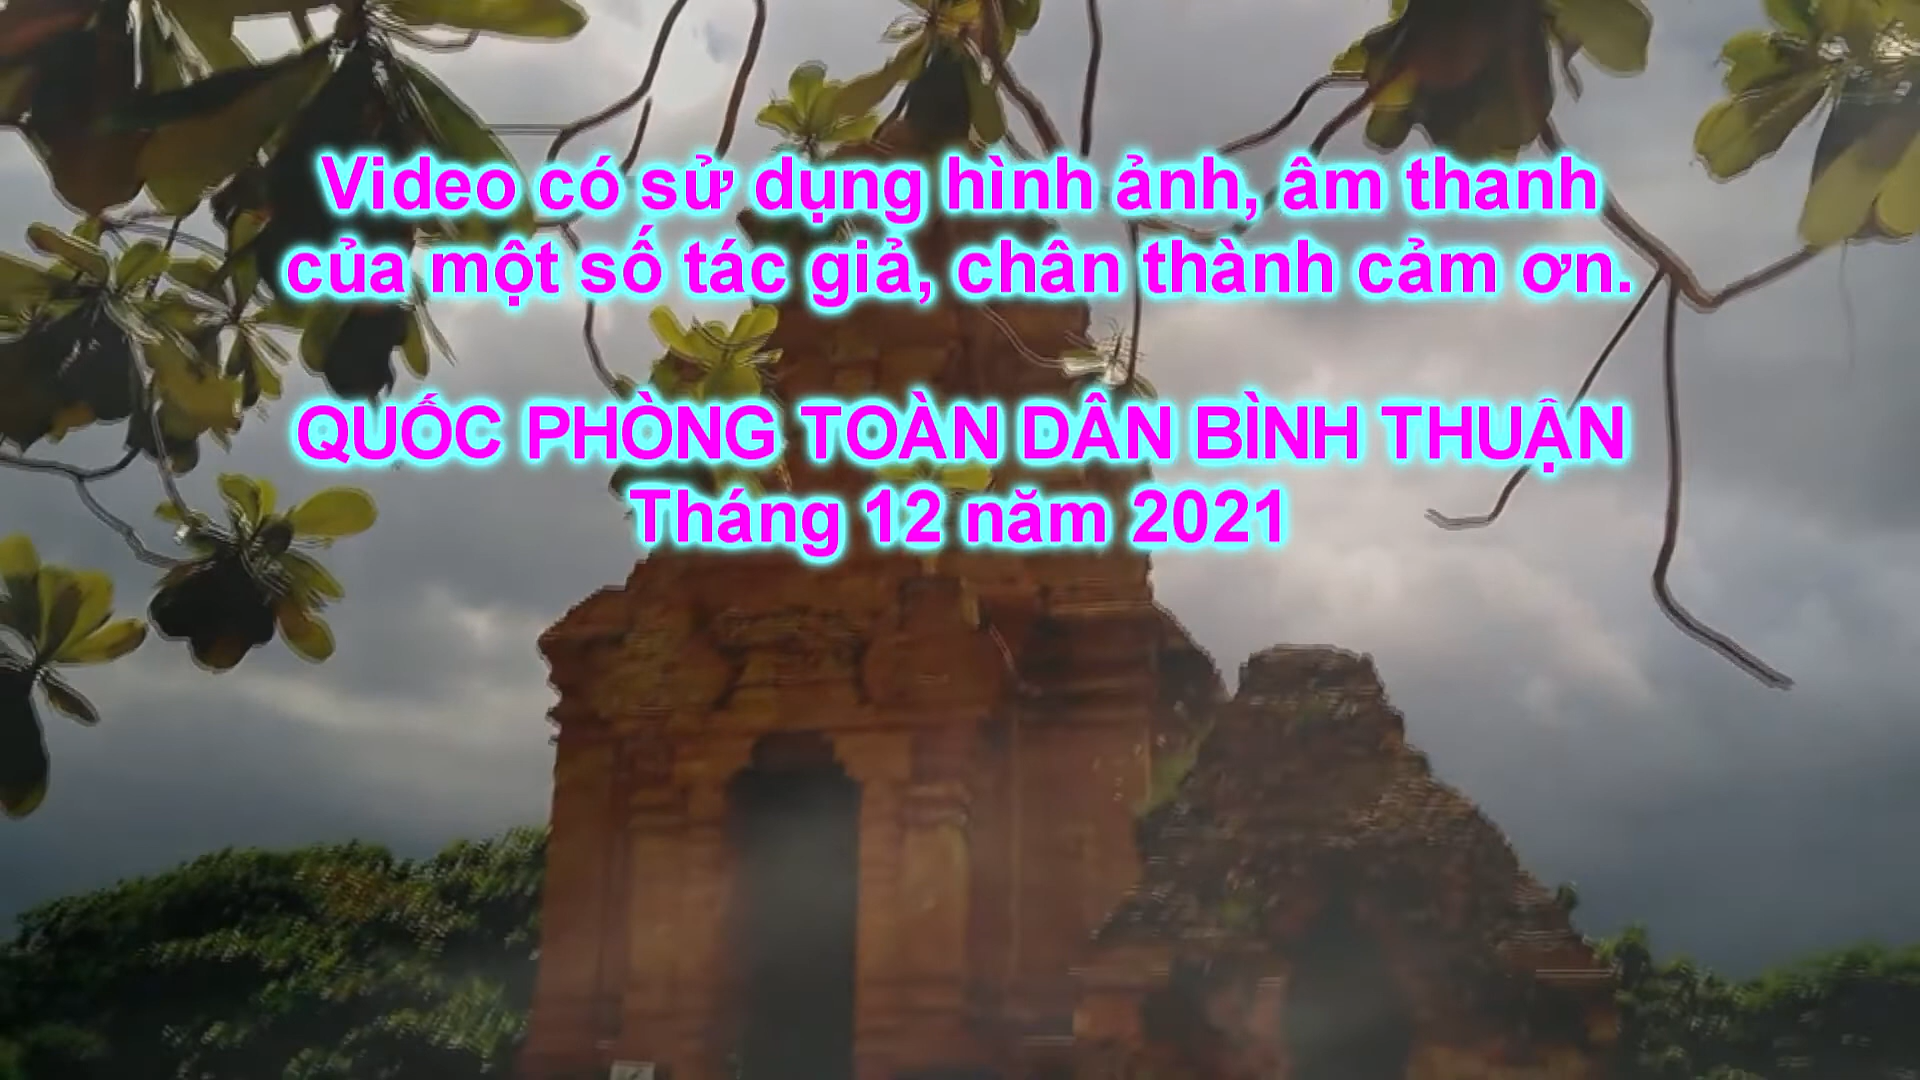 Video có sử dụng hình ảnh, âm thanh
của một số tác giả, chân thành cảm ơn.
QUỐC PHÒNG TOÀN DÂN BÌNH THUẬN
Tháng 12 năm 2021